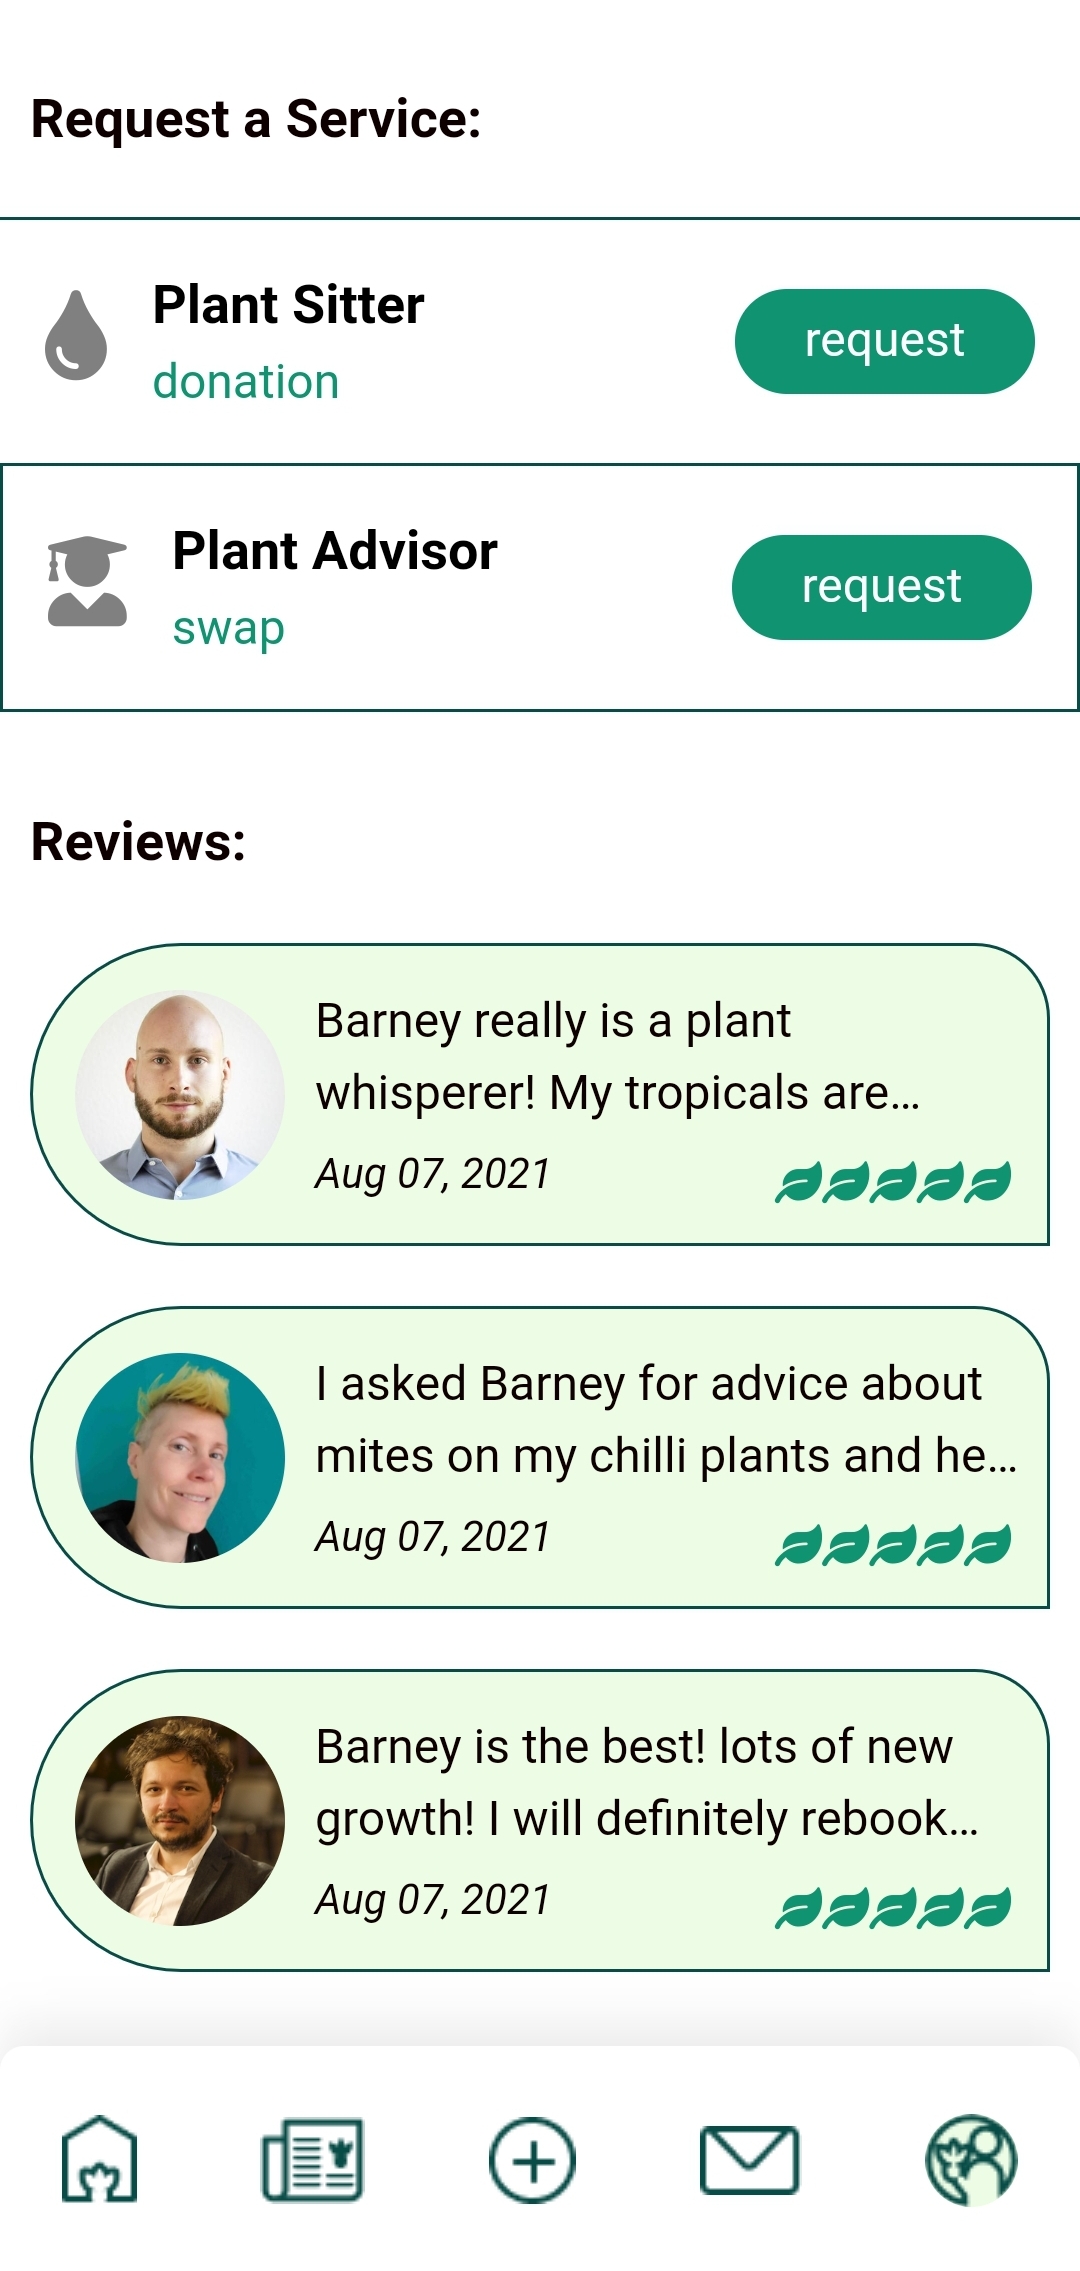 Request a Service:
Plant Sitter
donation
request
Plant Advisor
swap
request
Reviews:
Barney really is a plant
whisperer! My tropicals are…
Aug 07, 2021
I asked Barney for advice about
mites on my chilli plants and he…
Aug 07, 2021
Barney is the best! lots of new
growth! I will definitely rebook…
Aug 07, 2021